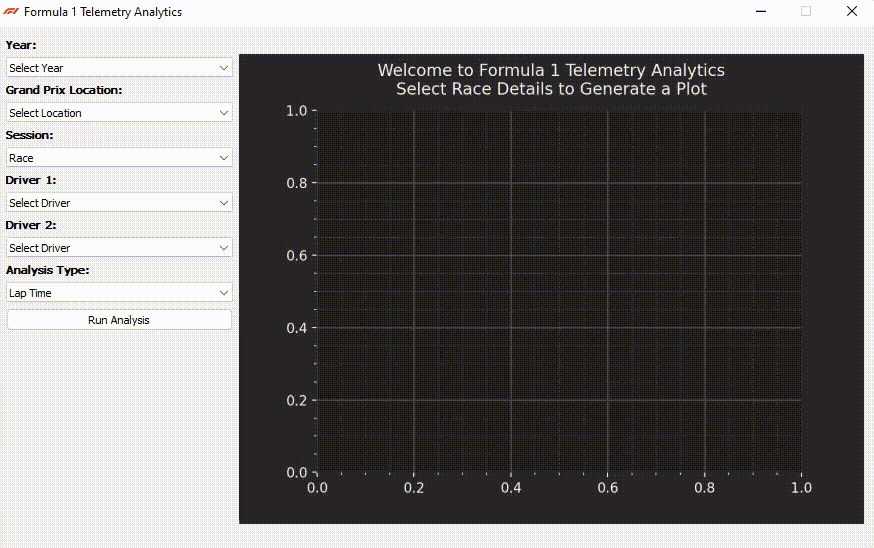 Formula 1 Telemetry Analytics
Year:
Select Year
Grand Prix Location:
Select Location
Session:
Race
Driver 1:
Select Driver
Driver 2:
Select Driver
Analysis Type:
Lap Time
Run Analysis
Welcome to Formula 1 Telemetry Analytics
Select Race Details to Generate a Plot
1.0
0.8
0.6
0.4
0.2
0.0
0.0 0.2 0.4 0.6 0.8 1.0